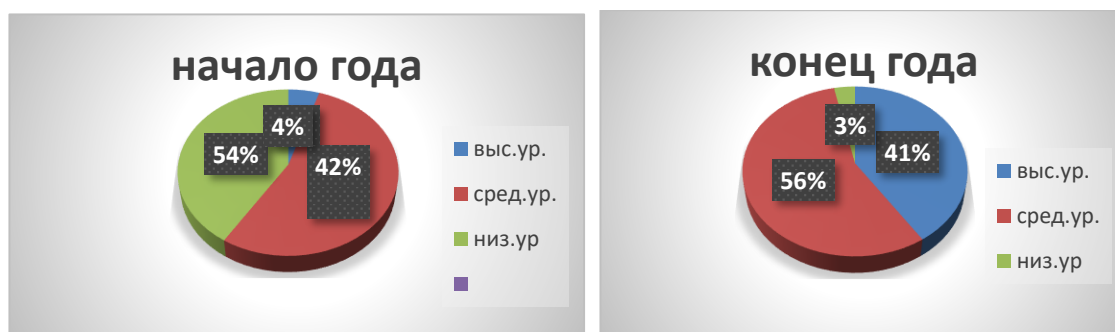 начало года
4%
54%
42%
выс.ур.
сред.ур.
низ.ур
конец года
3%
41%
56%
выс.ур.
сред.ур.
низ.ур